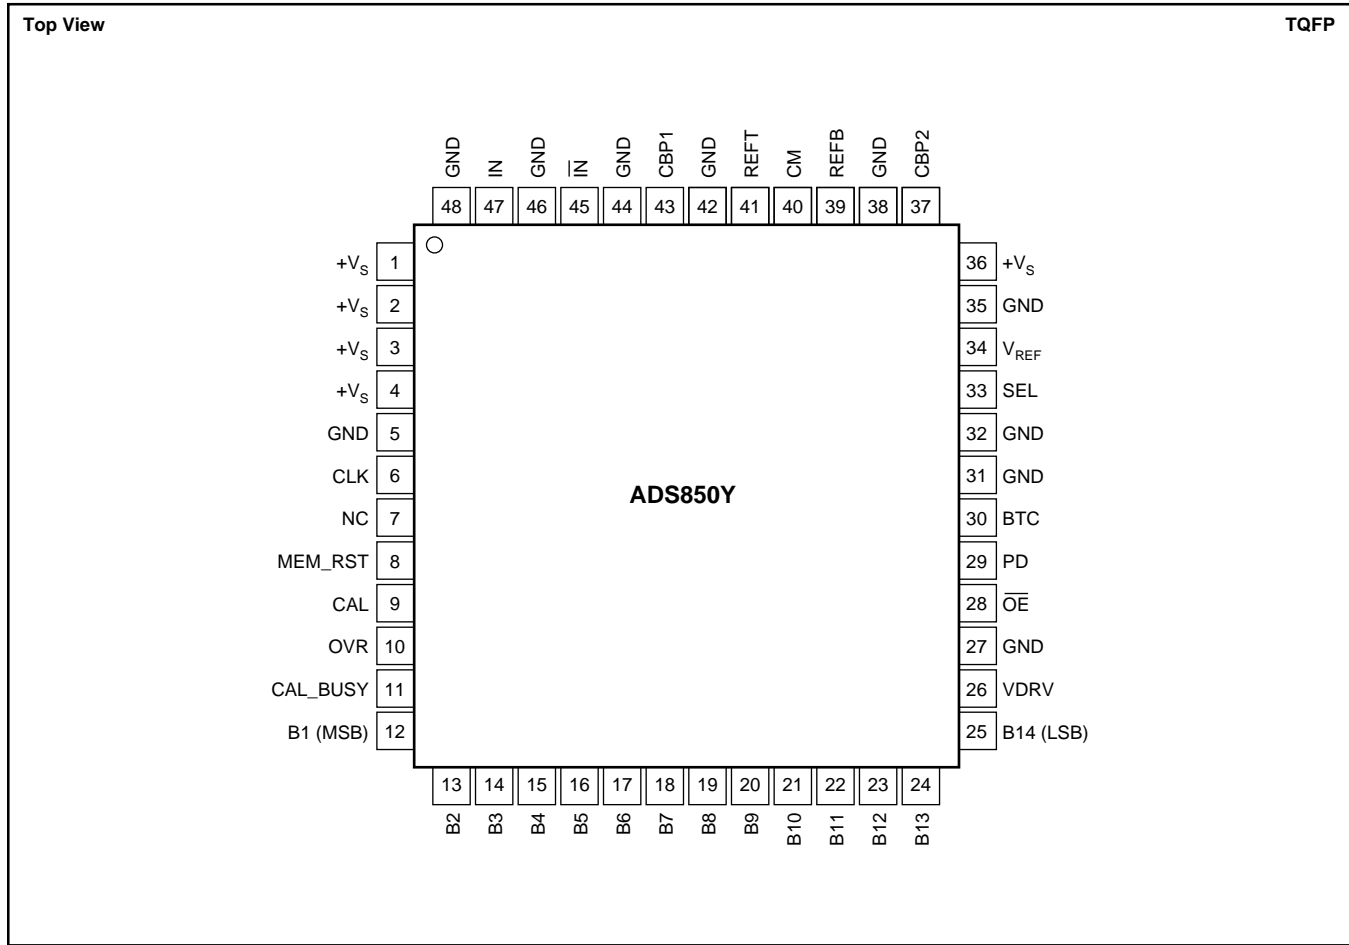 Top View
TQFP
GND IN GND I̅N̅ GND CBP1 GND REFT CM REFB GND CBP2
48 47 46 45 44 43 42 41 40 39 38 37
+VS 1
36 +VS
+VS 2
35 GND
+VS 3
34 VREF
+VS 4
33 SEL
GND 5
32 GND
CLK 6
31 GND
ADS850Y
NC 7
30 BTC
MEM_RST 8
29 PD
CAL 9
28 O̅E̅
OVR 10
27 GND
CAL_BUSY 11
26 VDRV
B1 (MSB) 12
25 B14 (LSB)
13 14 15 16 17 18 19 20 21 22 23 24
B2 B3 B4 B5 B6 B7 B8 B9 B10 B11 B12 B13